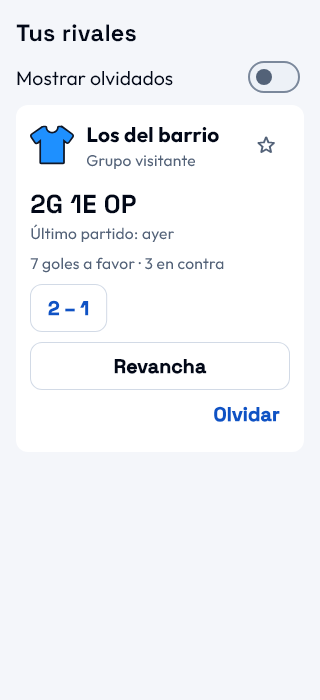 Tus rivales
Mostrar olvidados
Los del barrio
Grupo visitante
2G 1E 0P
Último partido: ayer
7 goles a favor · 3 en contra
2 – 1
Revancha
Olvidar